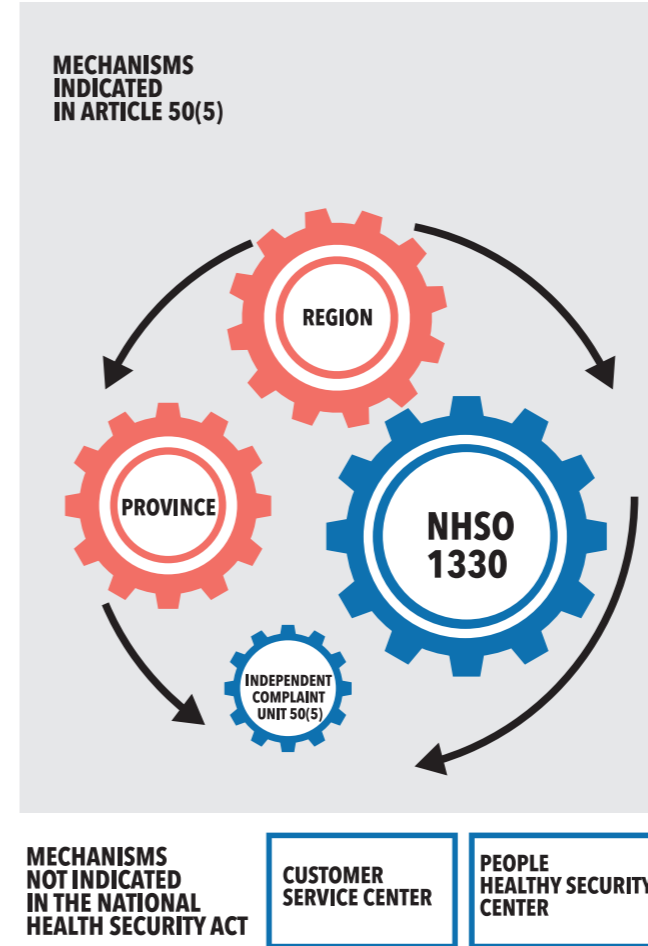 MECHANISMS
INDICATED
IN ARTICLE 50(5)
REGION
PROVINCE
NHSO
1330
INDEPENDENT
COMPLAINT
UNIT 50(5)
MECHANISMS
NOT INDICATED
IN THE NATIONAL
HEALTH SECURITY ACT
CUSTOMER
SERVICE CENTER
PEOPLE
HEALTHY SECURITY
CENTER